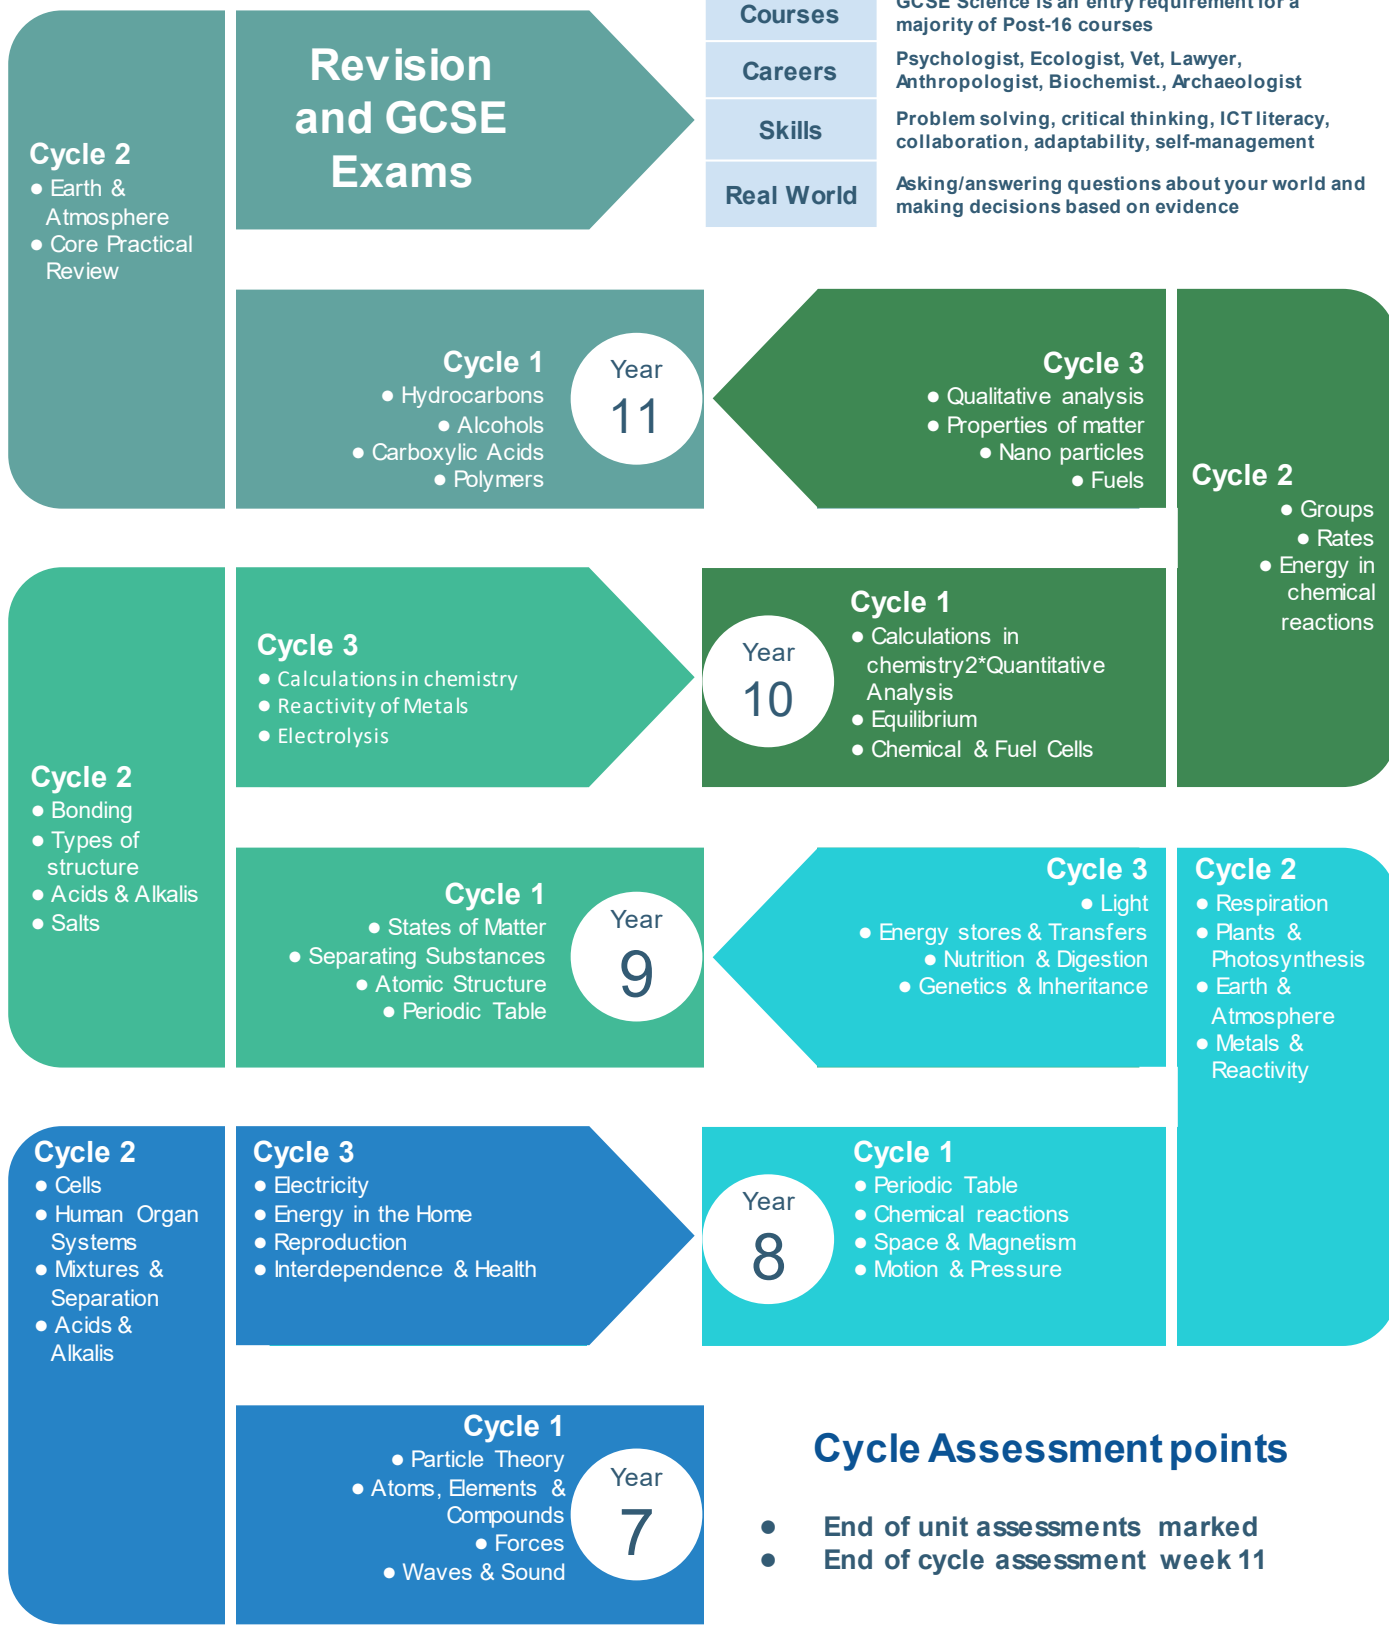 Revision
and GCSE
Exams
Courses
GCSE Science is an entry requirement for a
majority of Post-16 courses
Careers
Psychologist, Ecologist, Vet, Lawyer,
Anthropologist, Biochemist., Archaeologist
Skills
Problem solving, critical thinking, ICT literacy,
collaboration, adaptability, self-management
Real World
Asking/answering questions about your world and
making decisions based on evidence
Cycle 2
● Earth &
Atmosphere
● Core Practical
Review
Cycle 1
● Hydrocarbons
● Alcohols
● Carboxylic Acids
● Polymers
Year
11
Cycle 3
● Qualitative analysis
● Properties of matter
● Nano particles
● Fuels
Cycle 2
● Groups
● Rates
● Energy in
chemical
reactions
Cycle 3
● Calculations in chemistry
● Reactivity of Metals
● Electrolysis
Year
10
Cycle 1
● Calculations in
chemistry2*Quantitative
Analysis
● Equilibrium
● Chemical & Fuel Cells
Cycle 2
● Bonding
● Types of
structure
● Acids & Alkalis
● Salts
Cycle 1
● States of Matter
● Separating Substances
● Atomic Structure
● Periodic Table
Year
9
Cycle 3
● Light
● Energy stores & Transfers
● Nutrition & Digestion
● Genetics & Inheritance
Cycle 2
● Respiration
● Plants &
Photosynthesis
● Earth &
Atmosphere
● Metals &
Reactivity
Cycle 2
● Cells
● Human Organ
Systems
● Mixtures &
Separation
● Acids &
Alkalis
Cycle 3
● Electricity
● Energy in the Home
● Reproduction
● Interdependence & Health
Year
8
Cycle 1
● Periodic Table
● Chemical reactions
● Space & Magnetism
● Motion & Pressure
Cycle 1
● Particle Theory
● Atoms, Elements &
Compounds
● Forces
● Waves & Sound
Year
7
Cycle Assessment points
● End of unit assessments marked
● End of cycle assessment week 11